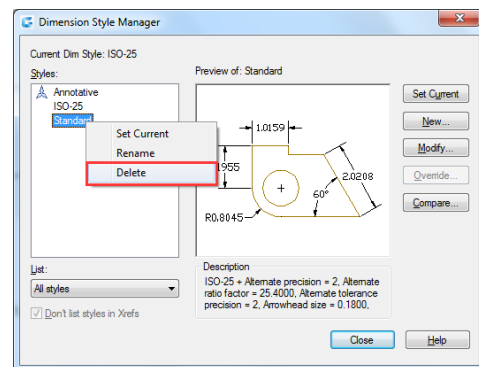 Dimension Style Manager
Current Dim Style: ISO-25
Styles:
Annotative
ISO-25
Standard
Set Current
Rename
Delete
Preview of: Standard
1.0159
1955
2.0208
60°
R0.8045
Set Current
New...
Modify...
Override...
Compare...
List:
All styles
Don't list styles in Xrefs
Description
ISO-25 + Alternate precision = 2, Alternate
ratio factor = 25.4000, Alternate tolerance
precision = 2, Arrowhead size = 0.1800,
Close
Help